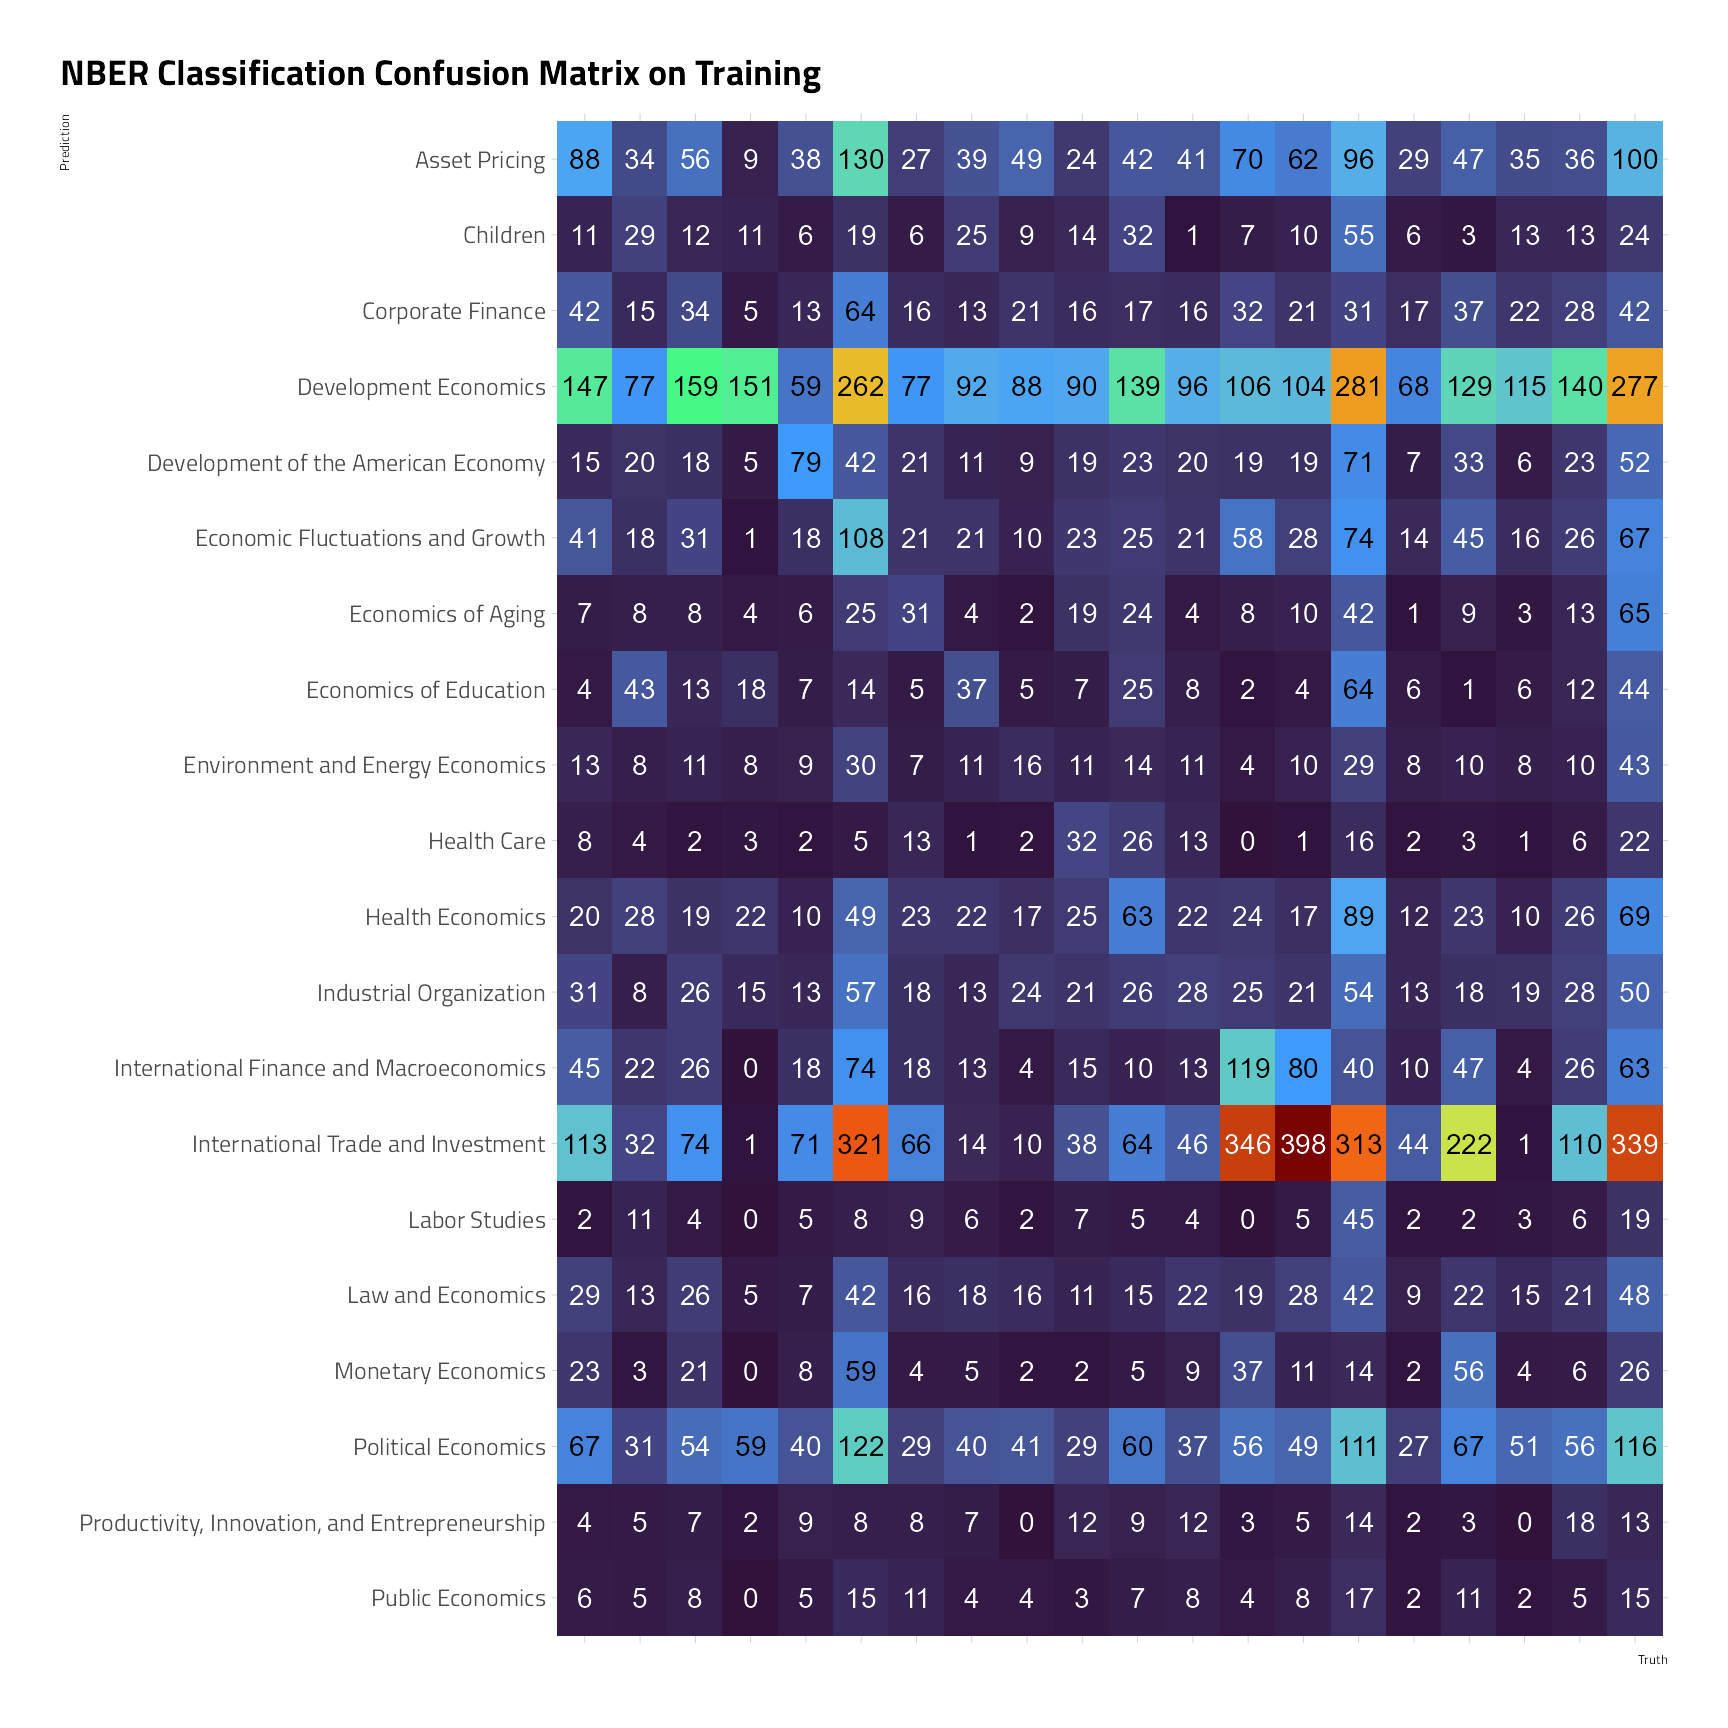 NBER Classification Confusion Matrix on Training
Prediction
Asset Pricing 88 34 56 9 38 130 27 39 49 24 42 41 70 62 96 29 47 35 36 100
Children 11 29 12 11 6 19 6 25 9 14 32 1 7 10 55 6 3 13 13 24
Corporate Finance 42 15 34 5 13 64 16 13 21 16 17 16 32 21 31 17 37 22 28 42
Development Economics 147 77 159 151 59 262 77 92 88 90 139 96 106 104 281 68 129 115 140 277
Development of the American Economy 15 20 18 5 79 42 21 11 9 19 23 20 19 19 71 7 33 6 23 52
Economic Fluctuations and Growth 41 18 31 1 18 108 21 21 10 23 25 21 58 28 74 14 45 16 26 67
Economics of Aging 7 8 8 4 6 25 31 4 2 19 24 4 8 10 42 1 9 3 13 65
Economics of Education 4 43 13 18 7 14 5 37 5 7 25 8 2 4 64 6 1 6 12 44
Environment and Energy Economics 13 8 11 8 9 30 7 11 16 11 14 11 4 10 29 8 10 8 10 43
Health Care 8 4 2 3 2 5 13 1 2 32 26 13 0 1 16 2 3 1 6 22
Health Economics 20 28 19 22 10 49 23 22 17 25 63 22 24 17 89 12 23 10 26 69
Industrial Organization 31 8 26 15 13 57 18 13 24 21 26 28 25 21 54 13 18 19 28 50
International Finance and Macroeconomics 45 22 26 0 18 74 18 13 4 15 10 13 119 80 40 10 47 4 26 63
International Trade and Investment 113 32 74 1 71 321 66 14 10 38 64 46 346 398 313 44 222 1 110 339
Labor Studies 2 11 4 0 5 8 9 6 2 7 5 4 0 5 45 2 2 3 6 19
Law and Economics 29 13 26 5 7 42 16 18 16 11 15 22 19 28 42 9 22 15 21 48
Monetary Economics 23 3 21 0 8 59 4 5 2 2 5 9 37 11 14 2 56 4 6 26
Political Economics 67 31 54 59 40 122 29 40 41 29 60 37 56 49 111 27 67 51 56 116
Productivity, Innovation, and Entrepreneurship 4 5 7 2 9 8 8 7 0 12 9 12 3 5 14 2 3 0 18 13
Public Economics 6 5 8 0 5 15 11 4 4 3 7 8 4 8 17 2 11 2 5 15
Truth